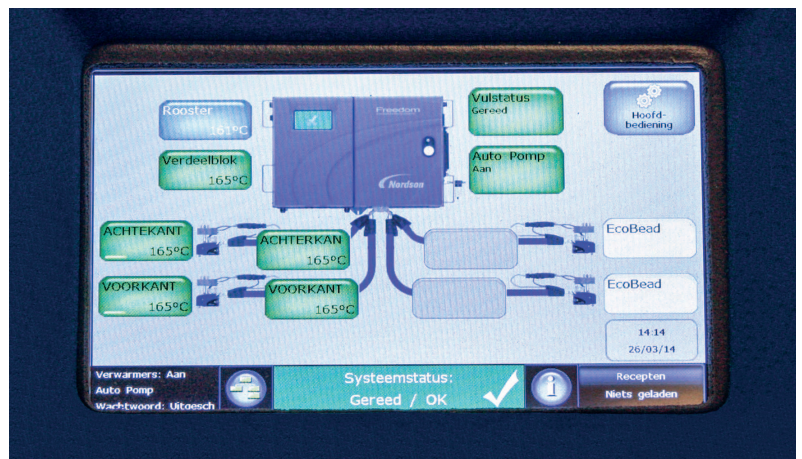 Rooster
161°C
Freedom
Vulstatus
Gereed
Hoofd-
bediening
Verdeelblok
165°C
Nordson
Auto Pomp
Aan
ACHTEKANT
165°C
ACHTERKAN
165°C
EcoBead
VOORKANT
165°C
VOORKANT
165°C
EcoBead
14:14
26/03/14
Verwarmers: Aan
Auto Pomp
Wachtwoord: Uitgesch
Systeemstatus:
Gereed / OK
i
Recepten
Niets geladen